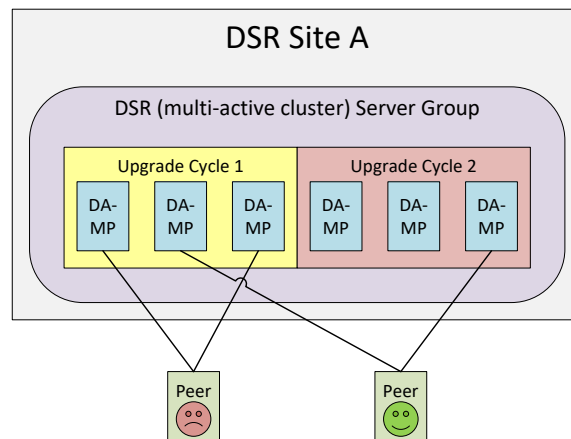 DSR Site A
DSR (multi-active cluster) Server Group
Upgrade Cycle 1
Upgrade Cycle 2
DA-
MP
DA-
MP
DA-
MP
DA-
MP
DA-
MP
DA-
MP
Peer
Peer